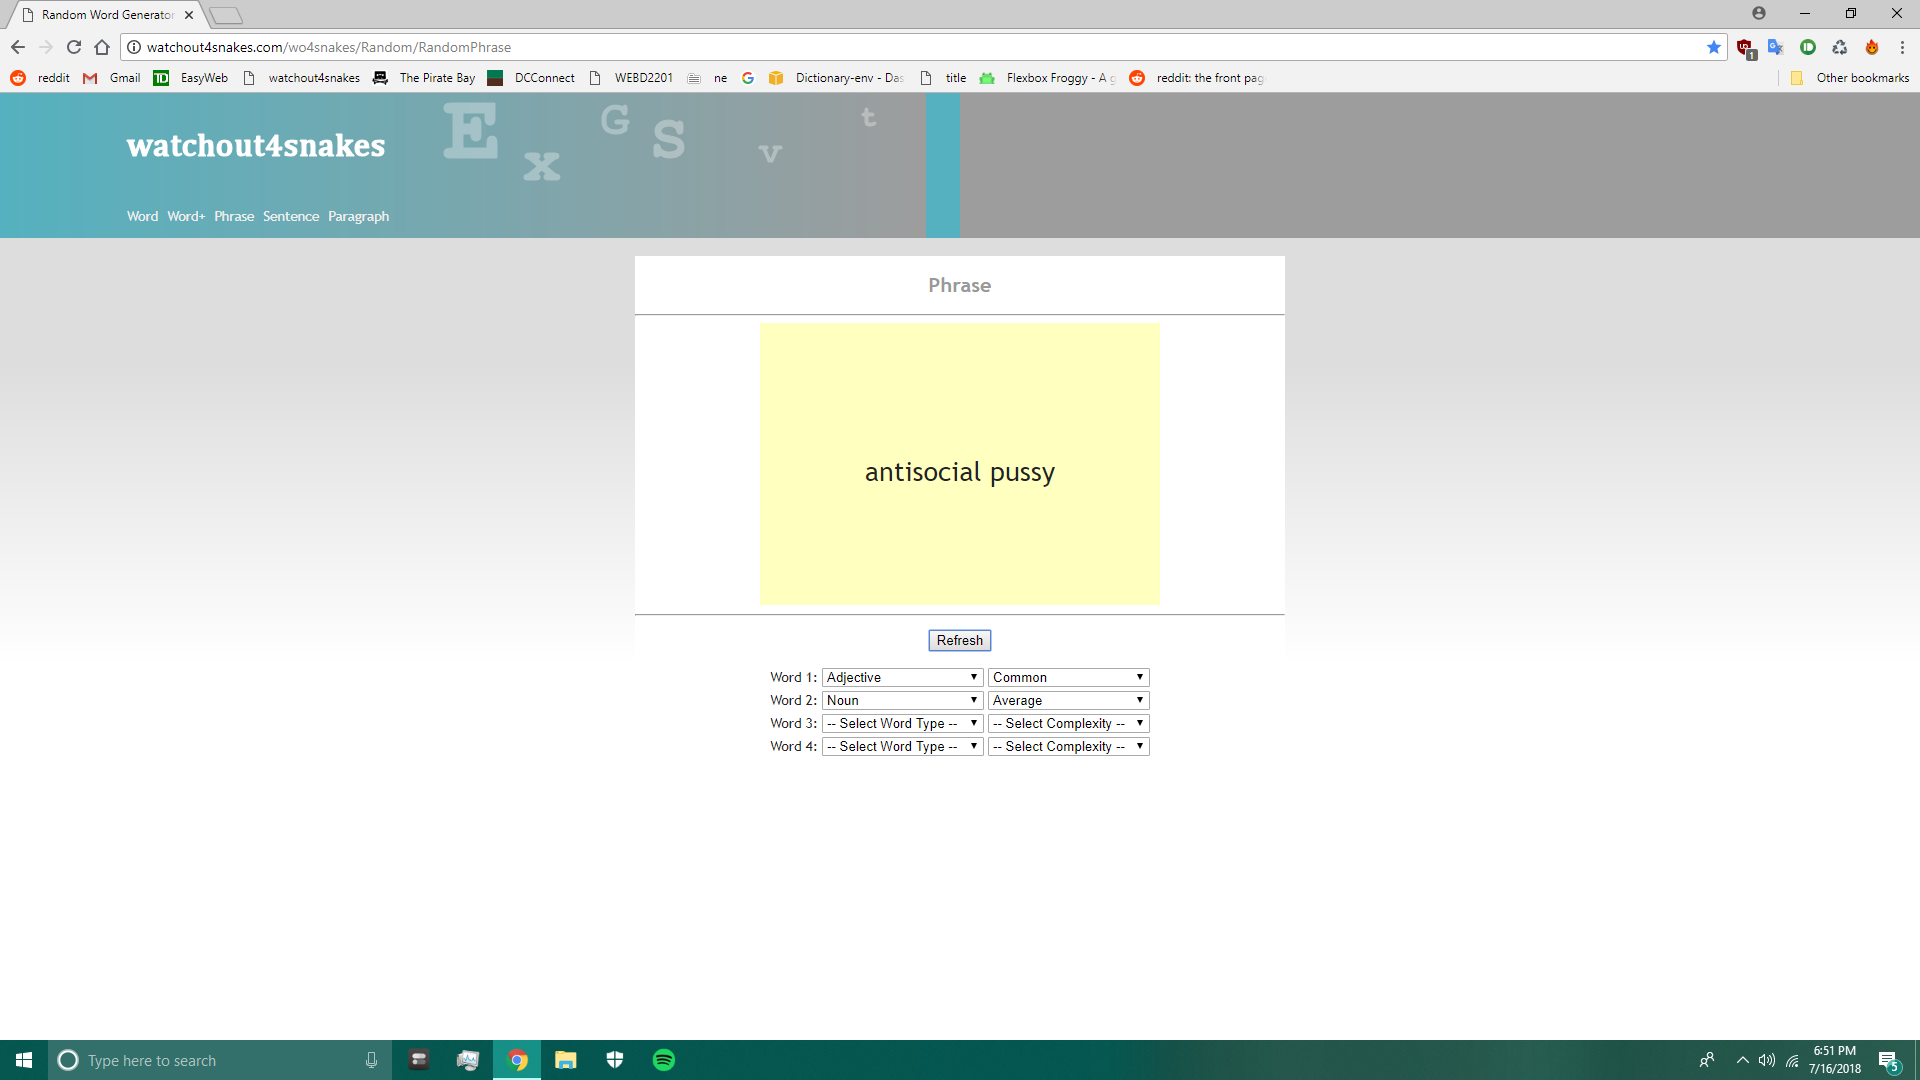 Random Word Generator
watchout4snakes.com/wo4snakes/Random/RandomPhrase
1
reddit Gmail TD EasyWeb watchout4snakes The Pirate Bay DCConnect WEBD2201 ne G Dictionary-env - Das title Flexbox Froggy - A g reddit: the front pag Other bookmarks
E x G S v t
watchout4snakes
Word Word+ Phrase Sentence Paragraph
Phrase
antisocial pussy
Refresh
Word 1: Adjective Common
Word 2: Noun Average
Word 3: -- Select Word Type -- -- Select Complexity --
Word 4: -- Select Word Type -- -- Select Complexity --
Type here to search
6:51 PM
7/16/2018
5